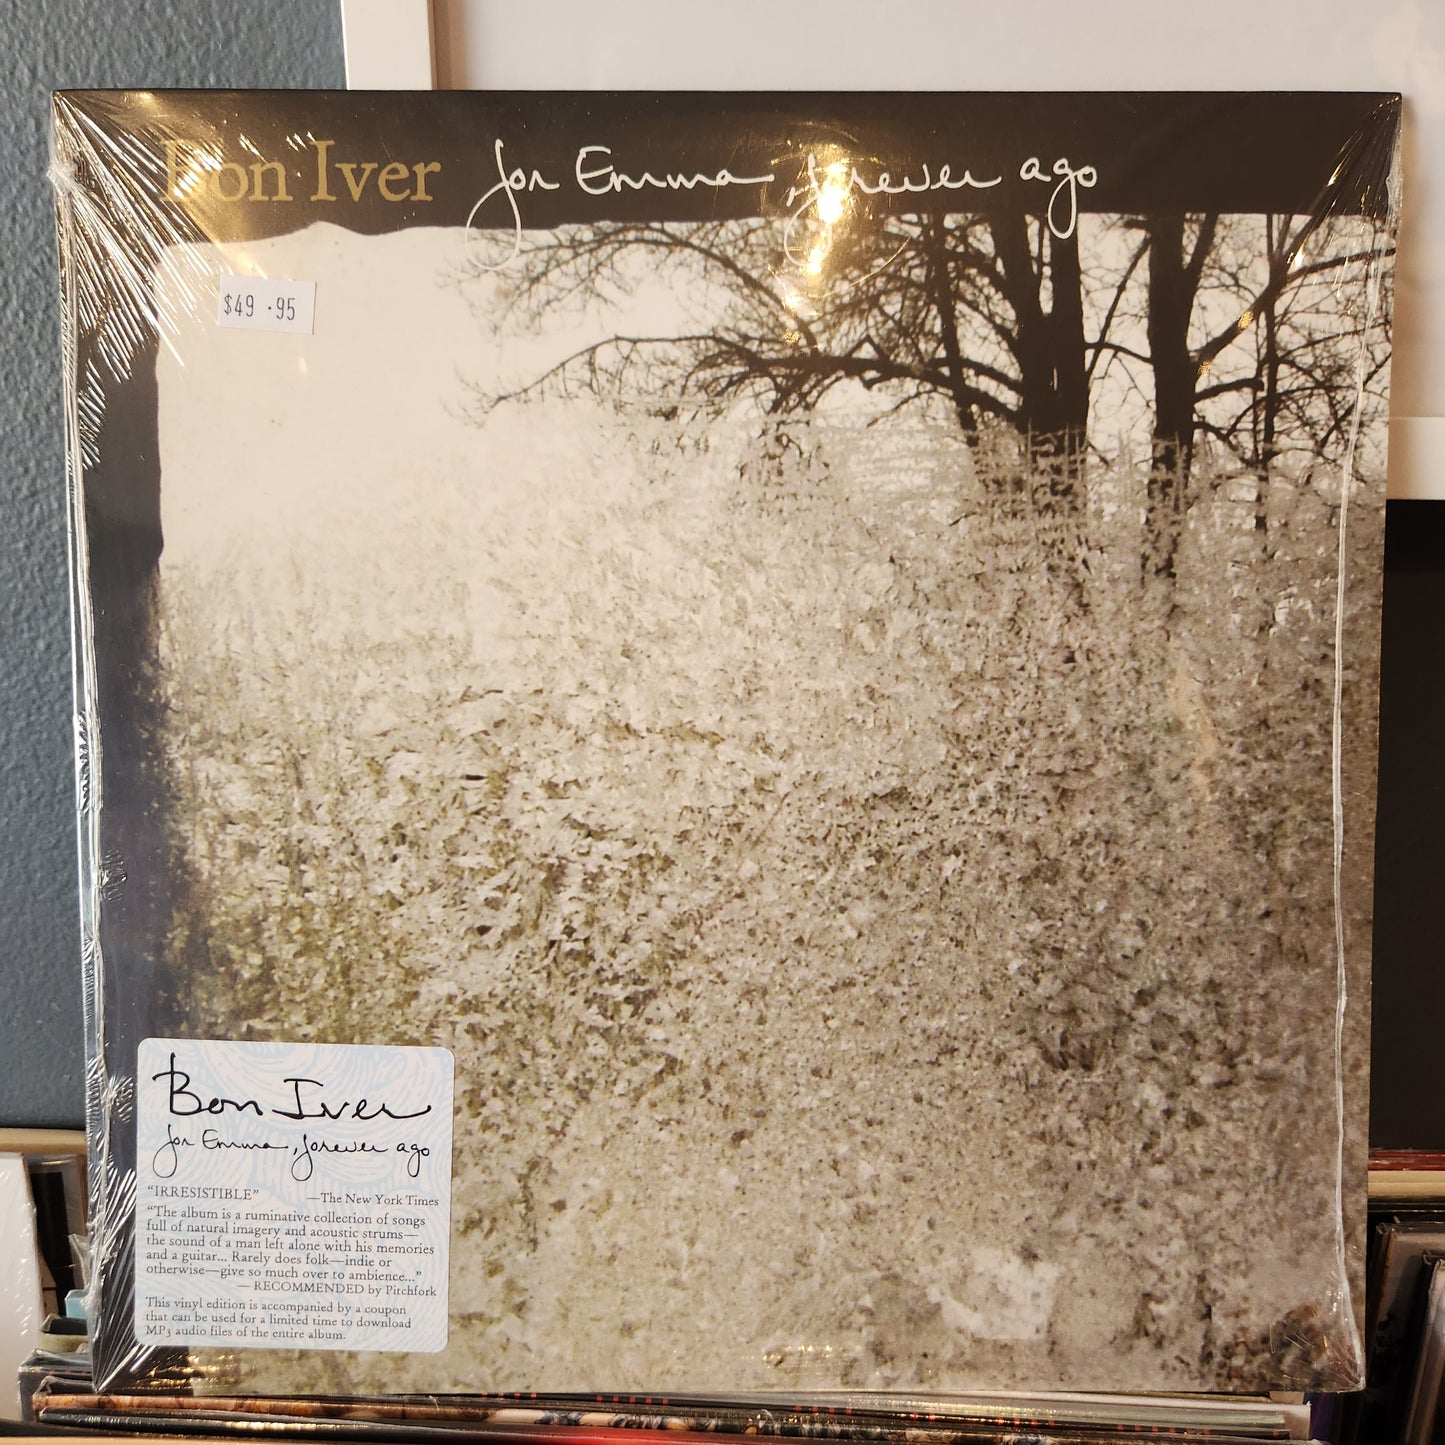 Bon Iver for Emma, forever ago
$49.95
Bon Iver
for Emma, forever ago
“IRRESISTIBLE” —The New York Times
“The album is a ruminative collection of songs
full of natural imagery and acoustic strums—
the sound of a man left alone with his memories
and a guitar... Rarely does folk—indie or
otherwise—give so much over to ambience...”
— RECOMMENDED by Pitchfork
This vinyl edition is accompanied by a coupon
that can be used for a limited time to download
MP3 audio files of the entire album.